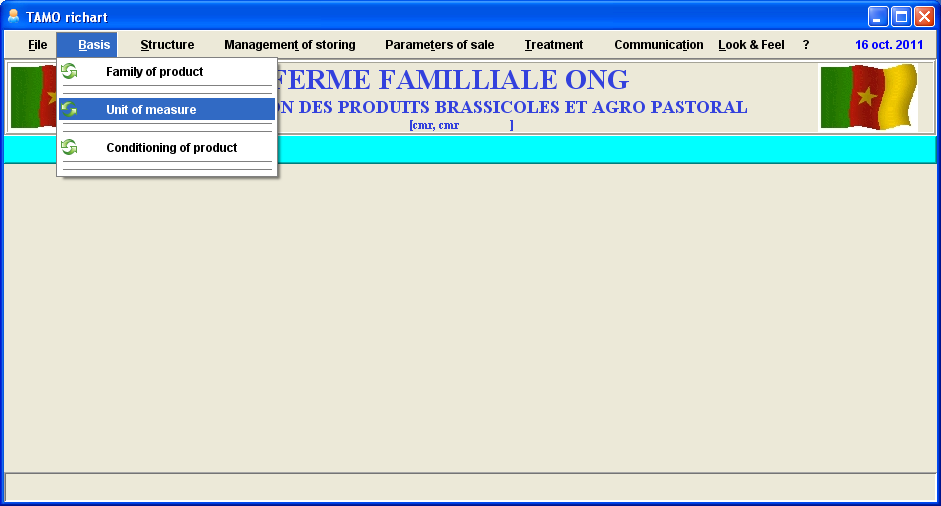 TAMO richart
File Basis Structure Management of storing Parameters of sale Treatment Communication Look & Feel ? 16 oct. 2011
Family of product
Unit of measure
Conditioning of product
FERME FAMILLIALE ONG
ON DES PRODUITS BRASSICOLES ET AGRO PASTORAL
[cmr, cmr ]